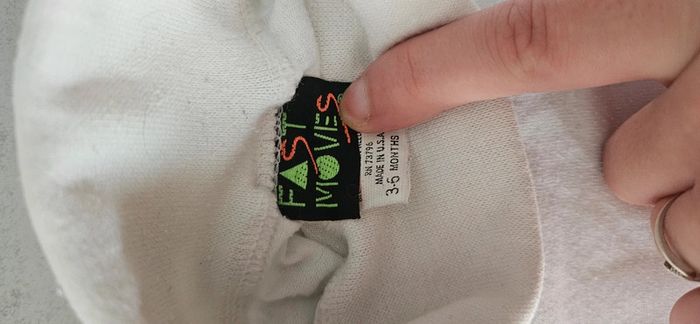 FAST
MOVES
RN 73796
MADE IN U.S.A
3-6 MONTHS